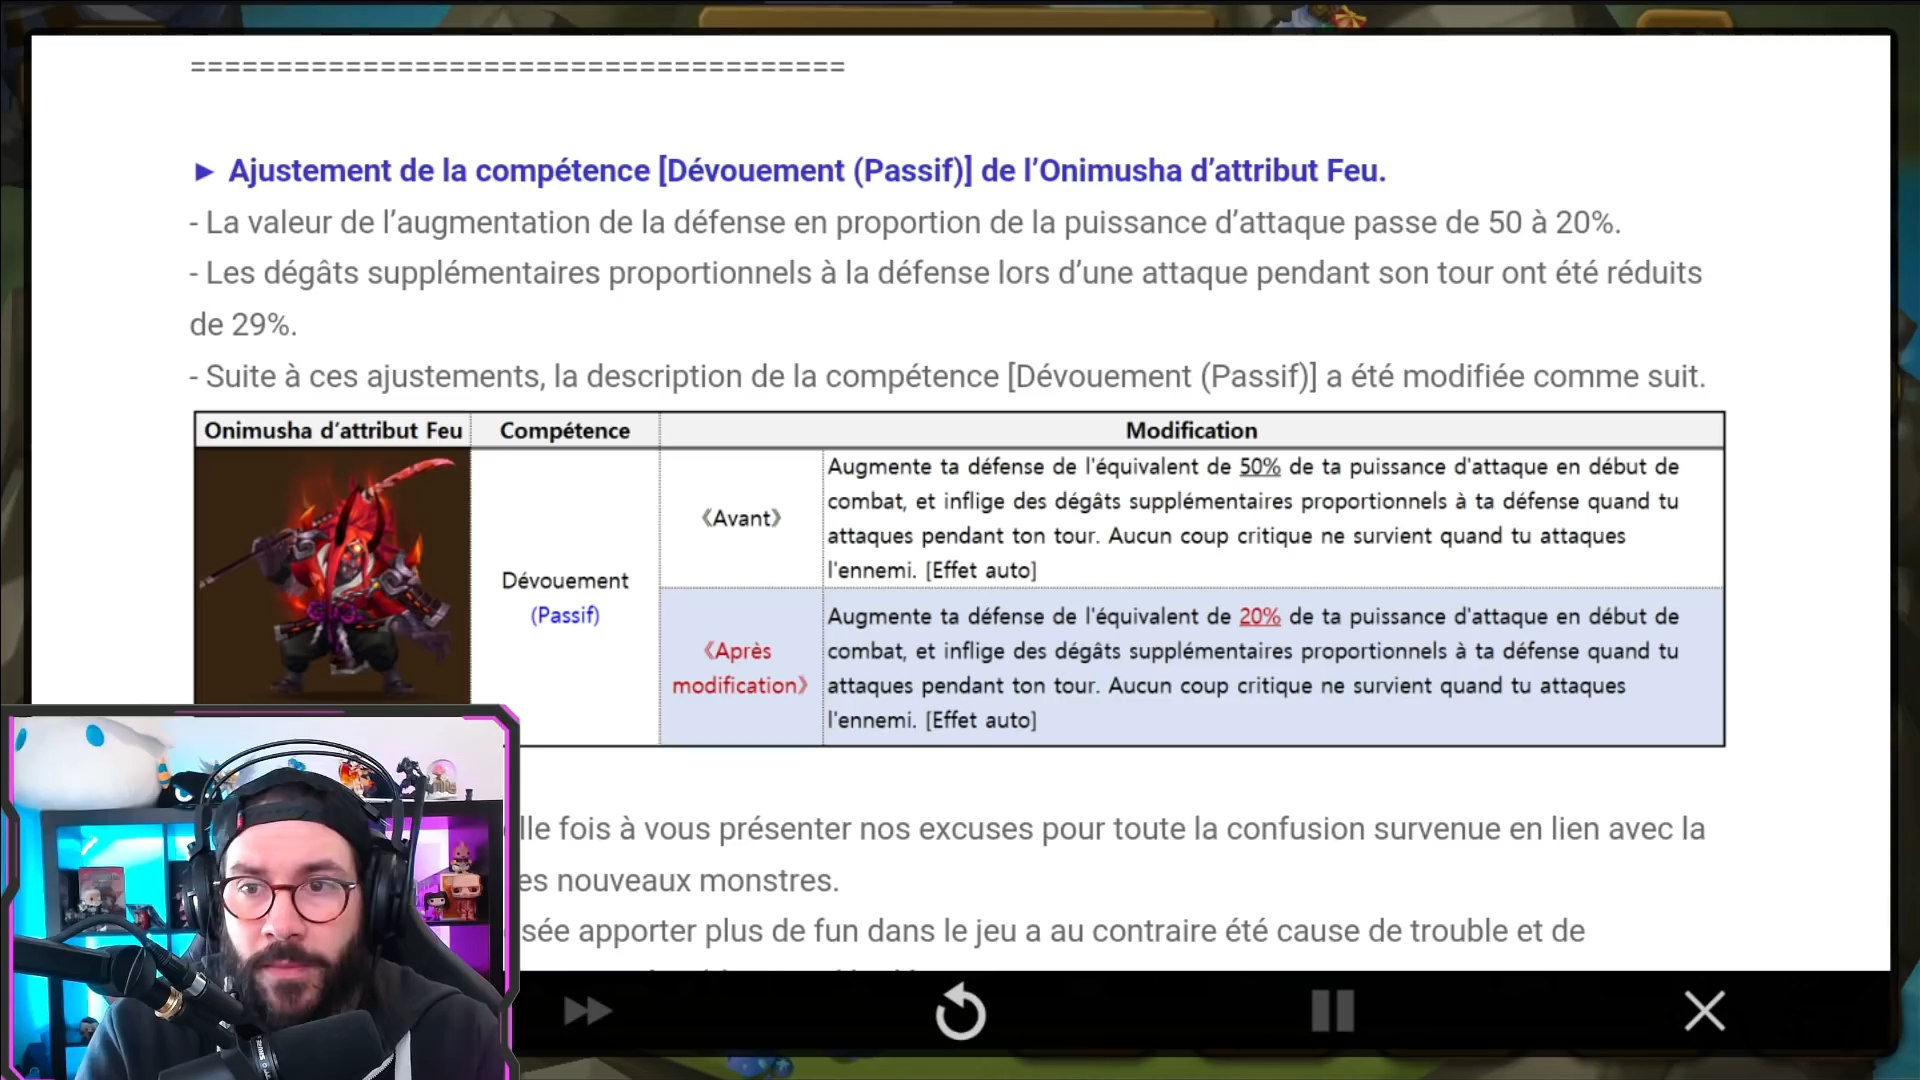 ======================================
► Ajustement de la compétence [Dévouement (Passif)] de l’Onimusha d’attribut Feu.
- La valeur de l’augmentation de la défense en proportion de la puissance d’attaque passe de 50 à 20%.
- Les dégâts supplémentaires proportionnels à la défense lors d’une attaque pendant son tour ont été réduits
de 29%.
- Suite à ces ajustements, la description de la compétence [Dévouement (Passif)] a été modifiée comme suit.
Onimusha d’attribut Feu Compétence Modification
Dévouement
(Passif)
《Avant》
Augmente ta défense de l'équivalent de 50% de ta puissance d'attaque en début de
combat, et inflige des dégâts supplémentaires proportionnels à ta défense quand tu
attaques pendant ton tour. Aucun coup critique ne survient quand tu attaques
l'ennemi. [Effet auto]
《Après
modification》
Augmente ta défense de l'équivalent de 20% de ta puissance d'attaque en début de
combat, et inflige des dégâts supplémentaires proportionnels à ta défense quand tu
attaques pendant ton tour. Aucun coup critique ne survient quand tu attaques
l'ennemi. [Effet auto]
lle fois à vous présenter nos excuses pour toute la confusion survenue en lien avec la
es nouveaux monstres.
sée apporter plus de fun dans le jeu a au contraire été cause de trouble et de